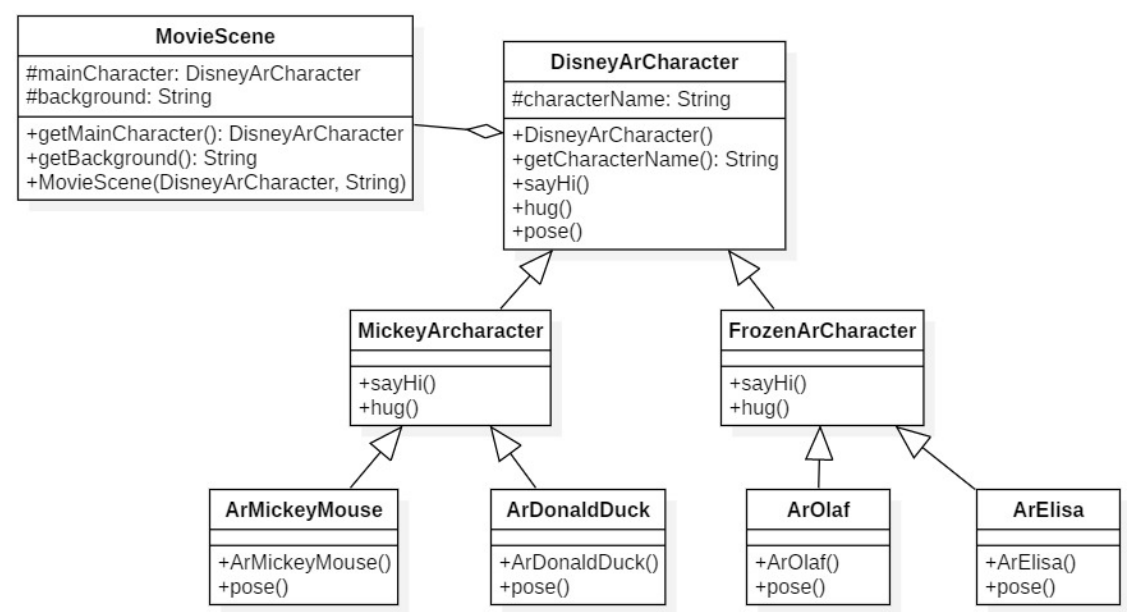 MovieScene
#mainCharacter: DisneyArCharacter
#background: String
+getMainCharacter(): DisneyArCharacter
+getBackground(): String
+MovieScene(DisneyArCharacter, String)
DisneyArCharacter
#characterName: String
+DisneyArCharacter()
+getCharacterName(): String
+sayHi()
+hug()
+pose()
MickeyArcharacter
+sayHi()
+hug()
FrozenArCharacter
+sayHi()
+hug()
ArMickeyMouse
+ArMickeyMouse()
+pose()
ArDonaldDuck
+ArDonaldDuck()
+pose()
ArOlaf
+ArOlaf()
+pose()
ArElisa
+ArElisa()
+pose()